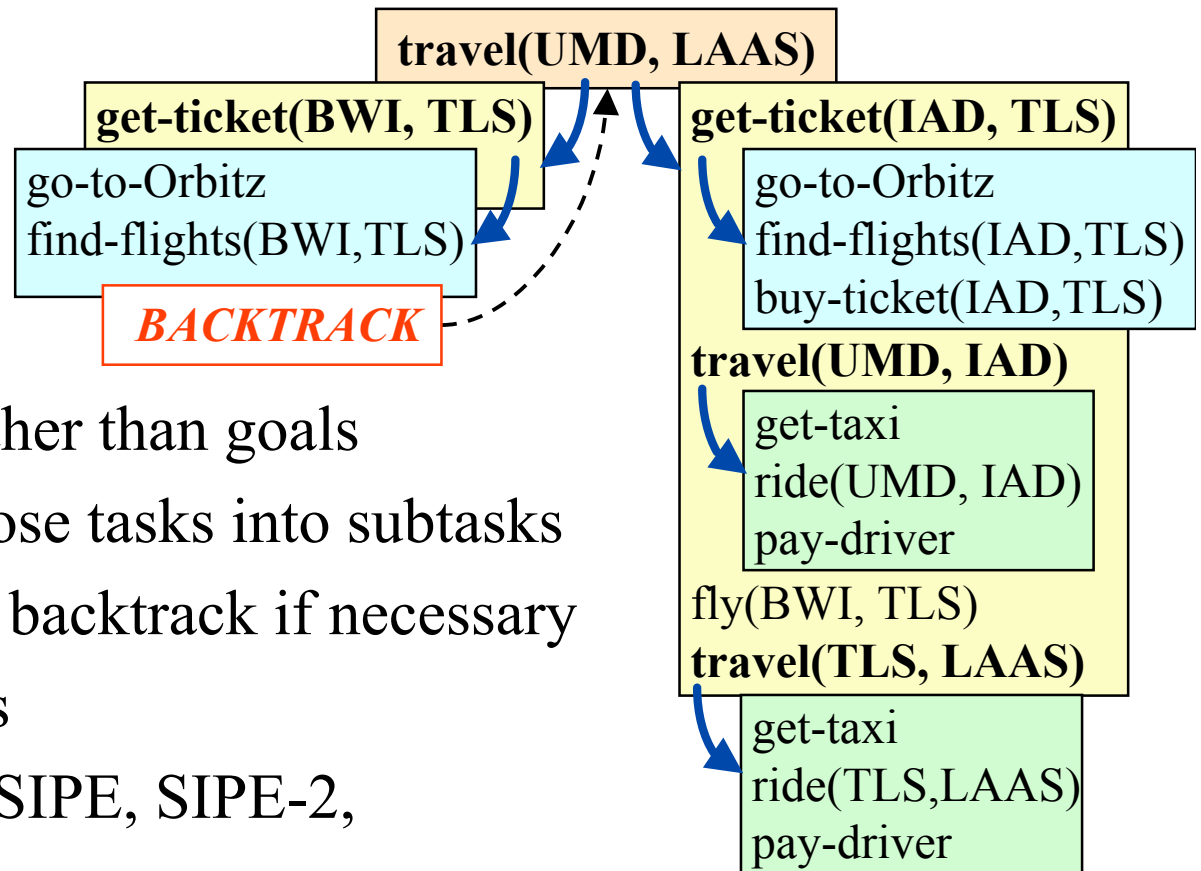 travel(UMD, LAAS)
get-ticket(BWI, TLS)
go-to-Orbitz
find-flights(BWI,TLS)
BACKTRACK
get-ticket(IAD, TLS)
go-to-Orbitz
find-flights(IAD,TLS)
buy-ticket(IAD,TLS)
travel(UMD, IAD)
get-taxi
ride(UMD, IAD)
pay-driver
fly(BWI, TLS)
travel(TLS, LAAS)
get-taxi
ride(TLS,LAAS)
pay-driver
than goals
tasks into subtasks
backtrack if necessary
SIPE, SIPE-2,